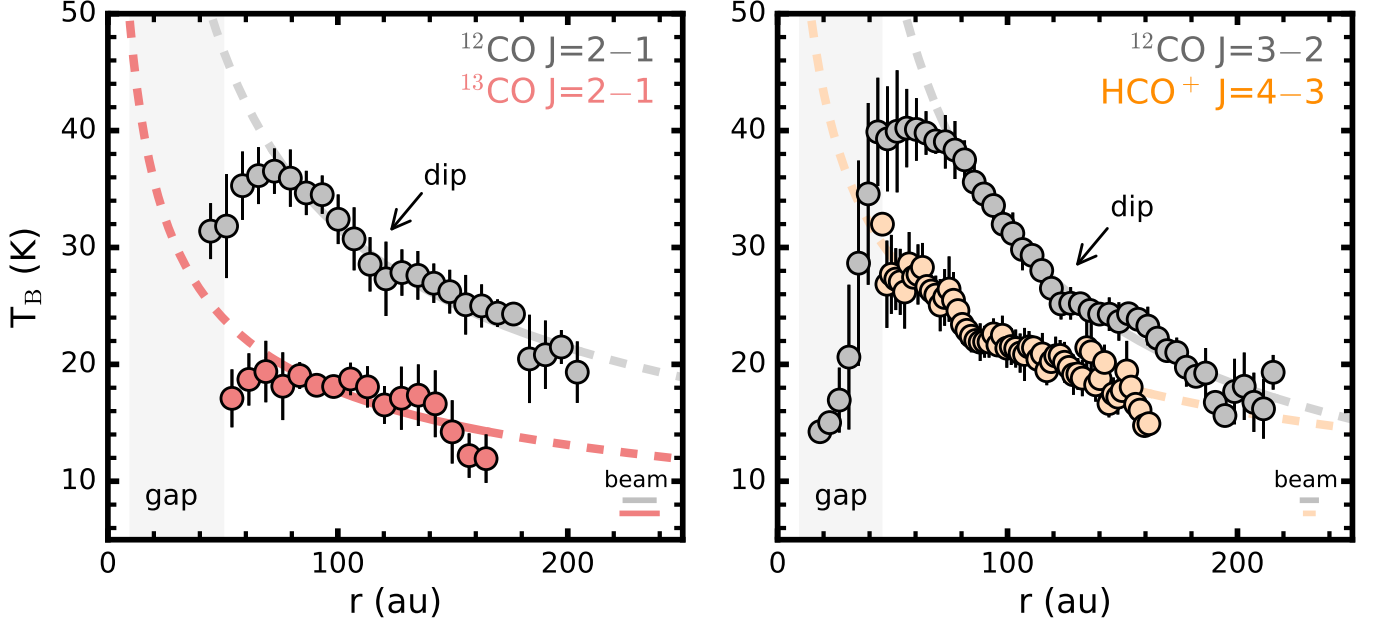 50
40
30
20
10
T_B (K)
¹²CO J=2−1
¹³CO J=2−1
dip
gap
beam
0
100
200
r (au)
50
40
30
20
10
¹²CO J=3−2
HCO⁺ J=4−3
dip
gap
beam
0
100
200
r (au)